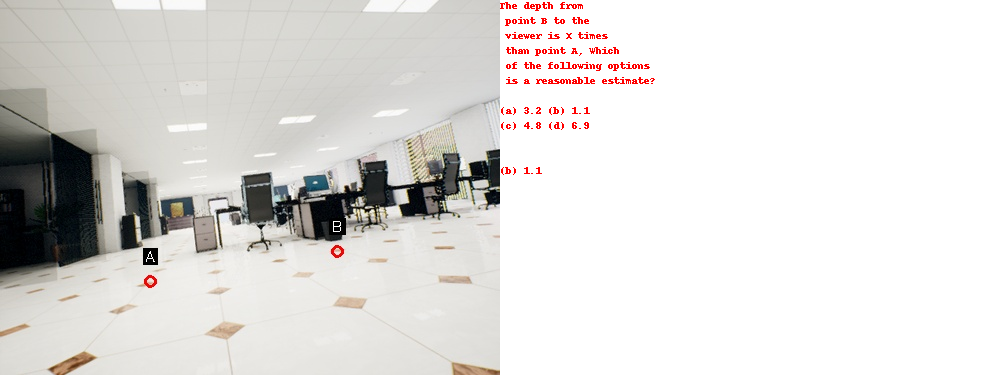 The depth from
point B to the
viewer is X times
than point A, Which
of the following options
is a reasonable estimate?
(a) 3.2 (b) 1.1
(c) 4.8 (d) 6.9
(b) 1.1
B
A